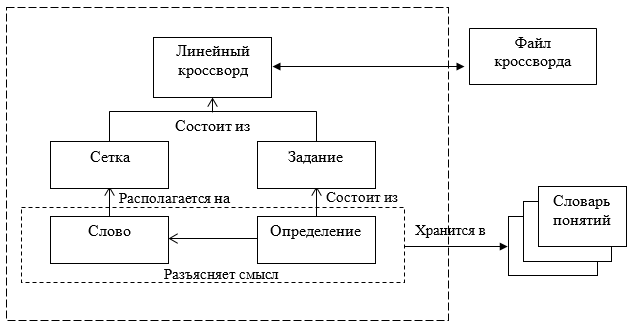 Линейный
кроссворд
Файл
кроссворда
Состоит из
Сетка
Задание
Располагается на
Состоит из
Словарь
понятий
Слово
Определение
Хранится в
Разъясняет смысл